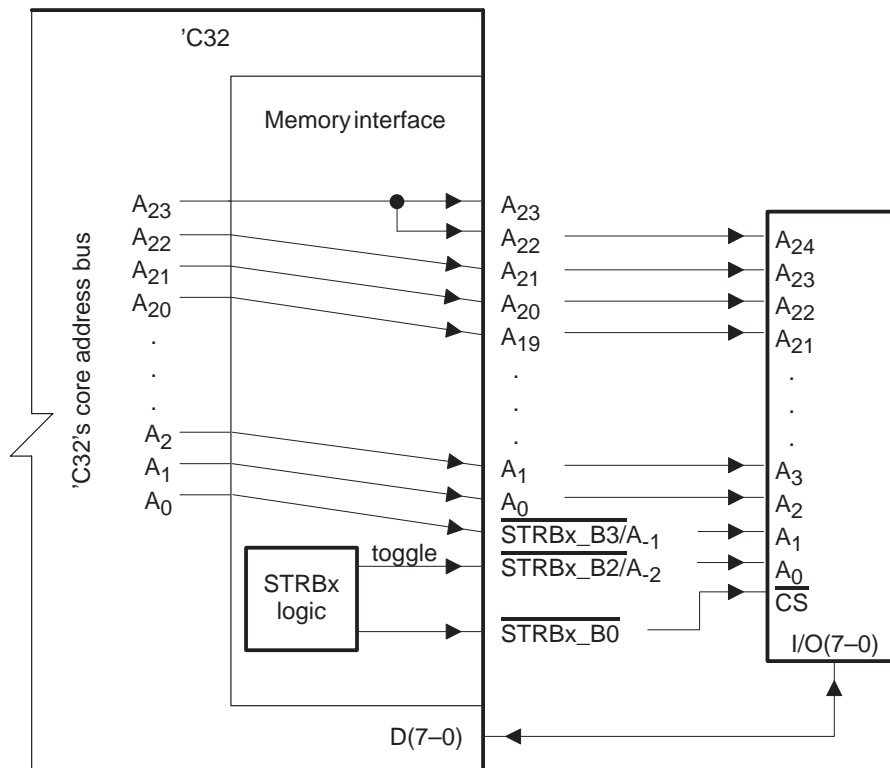 'C32
Memory interface
'C32's core address bus
A23
A22
A21
A20
.
.
.
A2
A1
A0
STRBx
logic
toggle
A23
A22
A21
A20
A19
.
.
.
A1
A0
STRBx_B3/A-1
STRBx_B2/A-2
STRBx_B0
D(7–0)
A24
A23
A22
A21
.
.
.
A3
A2
A1
A0
CS
I/O(7–0)